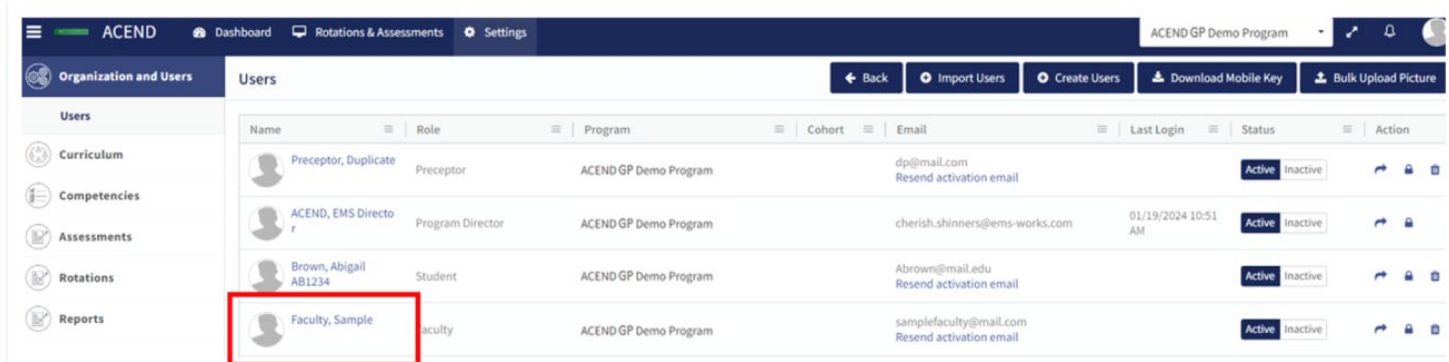 ACEND Dashboard Rotations & Assessments Settings ACEND GP Demo Program
Organization and Users
Users Back Import Users Create Users Download Mobile Key Bulk Upload Picture
Users
Name Role Program Cohort Email Last Login Status Action
Curriculum
Preceptor, Duplicate
Preceptor ACEND GP Demo Program
dp@mail.com
Resend activation email
Active Inactive
Competencies
ACEND, EMS Directo
r
Program Director ACEND GP Demo Program cherish.shinners@ems-works.com
01/19/2024 10:51
AM
Active Inactive
Assessments
Rotations
Brown, Abigail
AB1234
Student ACEND GP Demo Program
Abrown@mail.edu
Resend activation email
Active Inactive
Reports
Faculty, Sample
aculty ACEND GP Demo Program
samplefaculty@mail.com
Resend activation email
Active Inactive